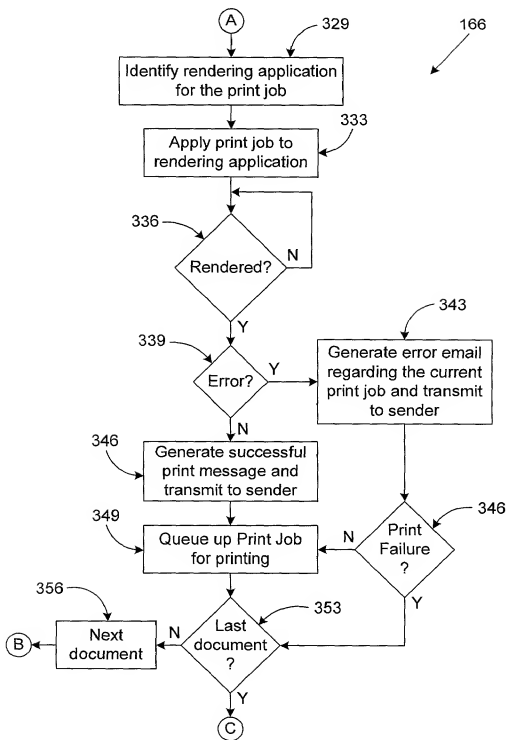 A
329
166
Identify rendering application
for the print job
333
Apply print job to
rendering application
336
Rendered?
N
Y
343
339
Error?
Y
Generate error email
regarding the current
print job and transmit
to sender
N
346
Generate successful
print message and
transmit to sender
346
Print
Failure
?
N
Y
349
Queue up Print Job
for printing
356
353
Last
document
?
N
Next
document
B
Y
C